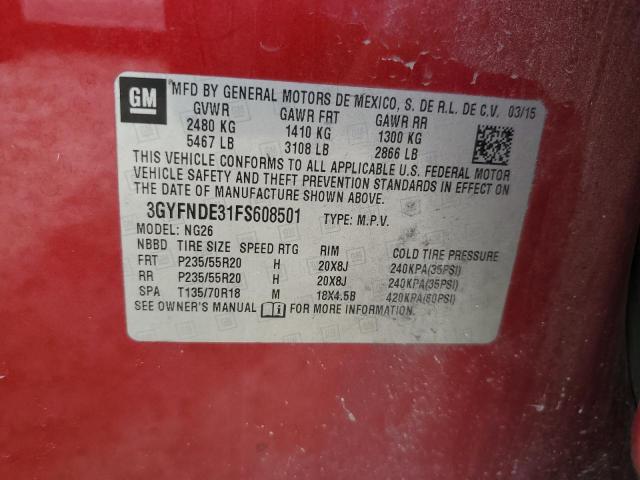 GM
MFD BY GENERAL MOTORS DE MEXICO, S. DE R.L. DE C.V. 03/15
GVWR GAWR FRT GAWR RR
2480 KG 1410 KG 1300 KG
5467 LB 3108 LB 2866 LB
THIS VEHICLE CONFORMS TO ALL APPLICABLE U.S. FEDERAL MOTOR
VEHICLE SAFETY AND THEFT PREVENTION STANDARDS IN EFFECT ON
THE DATE OF MANUFACTURE SHOWN ABOVE.
3GYFNDE31FS608501 TYPE: M.P.V.
MODEL: NG26
NBBD TIRE SIZE SPEED RTG RIM COLD TIRE PRESSURE
FRT P235/55R20 H 20X8J 240KPA(35PSI)
RR P235/55R20 H 20X8J 240KPA(35PSI)
SPA T135/70R18 M 18X4.5B 420KPA(60PSI)
SEE OWNER'S MANUAL FOR MORE INFORMATION.